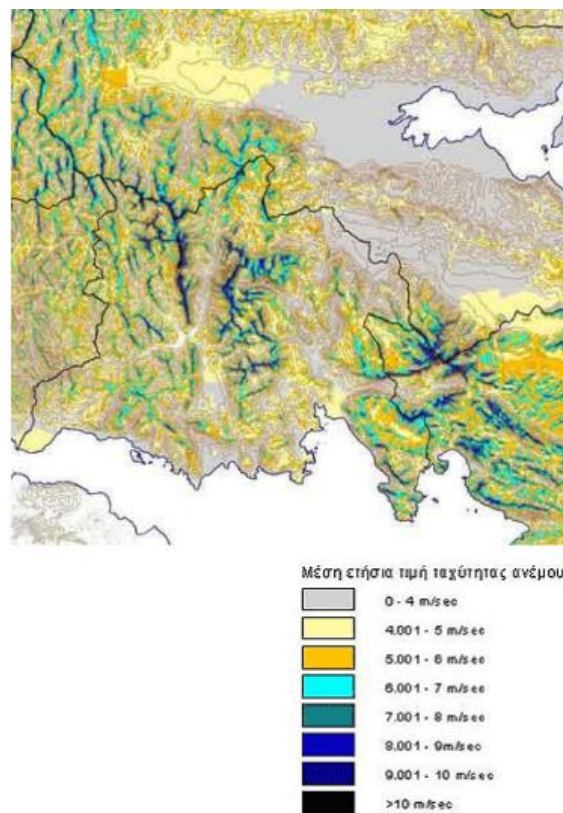 Μέση ετήσια τιμή ταχύτητας ανέμου
0 - 4 m/sec
4.001 - 5 m/sec
5.001 - 6 m/sec
6.001 - 7 m/sec
7.001 - 8 m/sec
8.001 - 9m/sec
9.001 - 10 m/sec
>10 m/sec